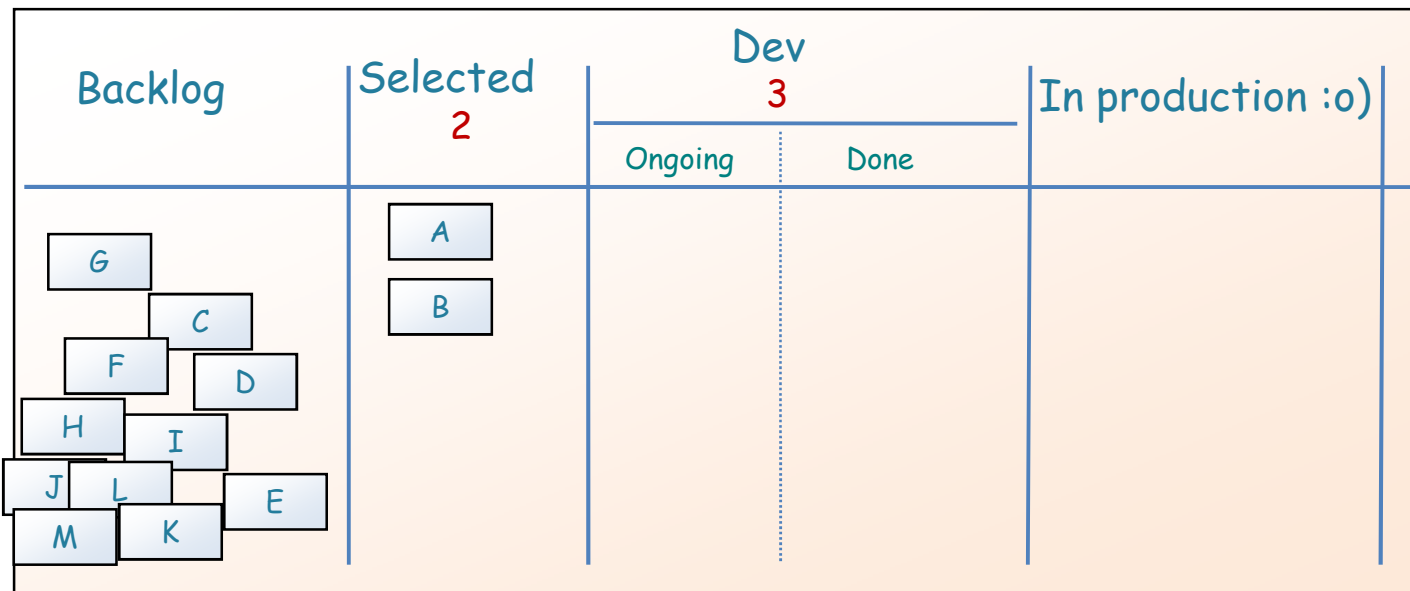 Backlog
Selected
2
Dev
3
Ongoing
Done
In production :o)
A
B
G
C
F
D
H
I
J
L
E
M
K